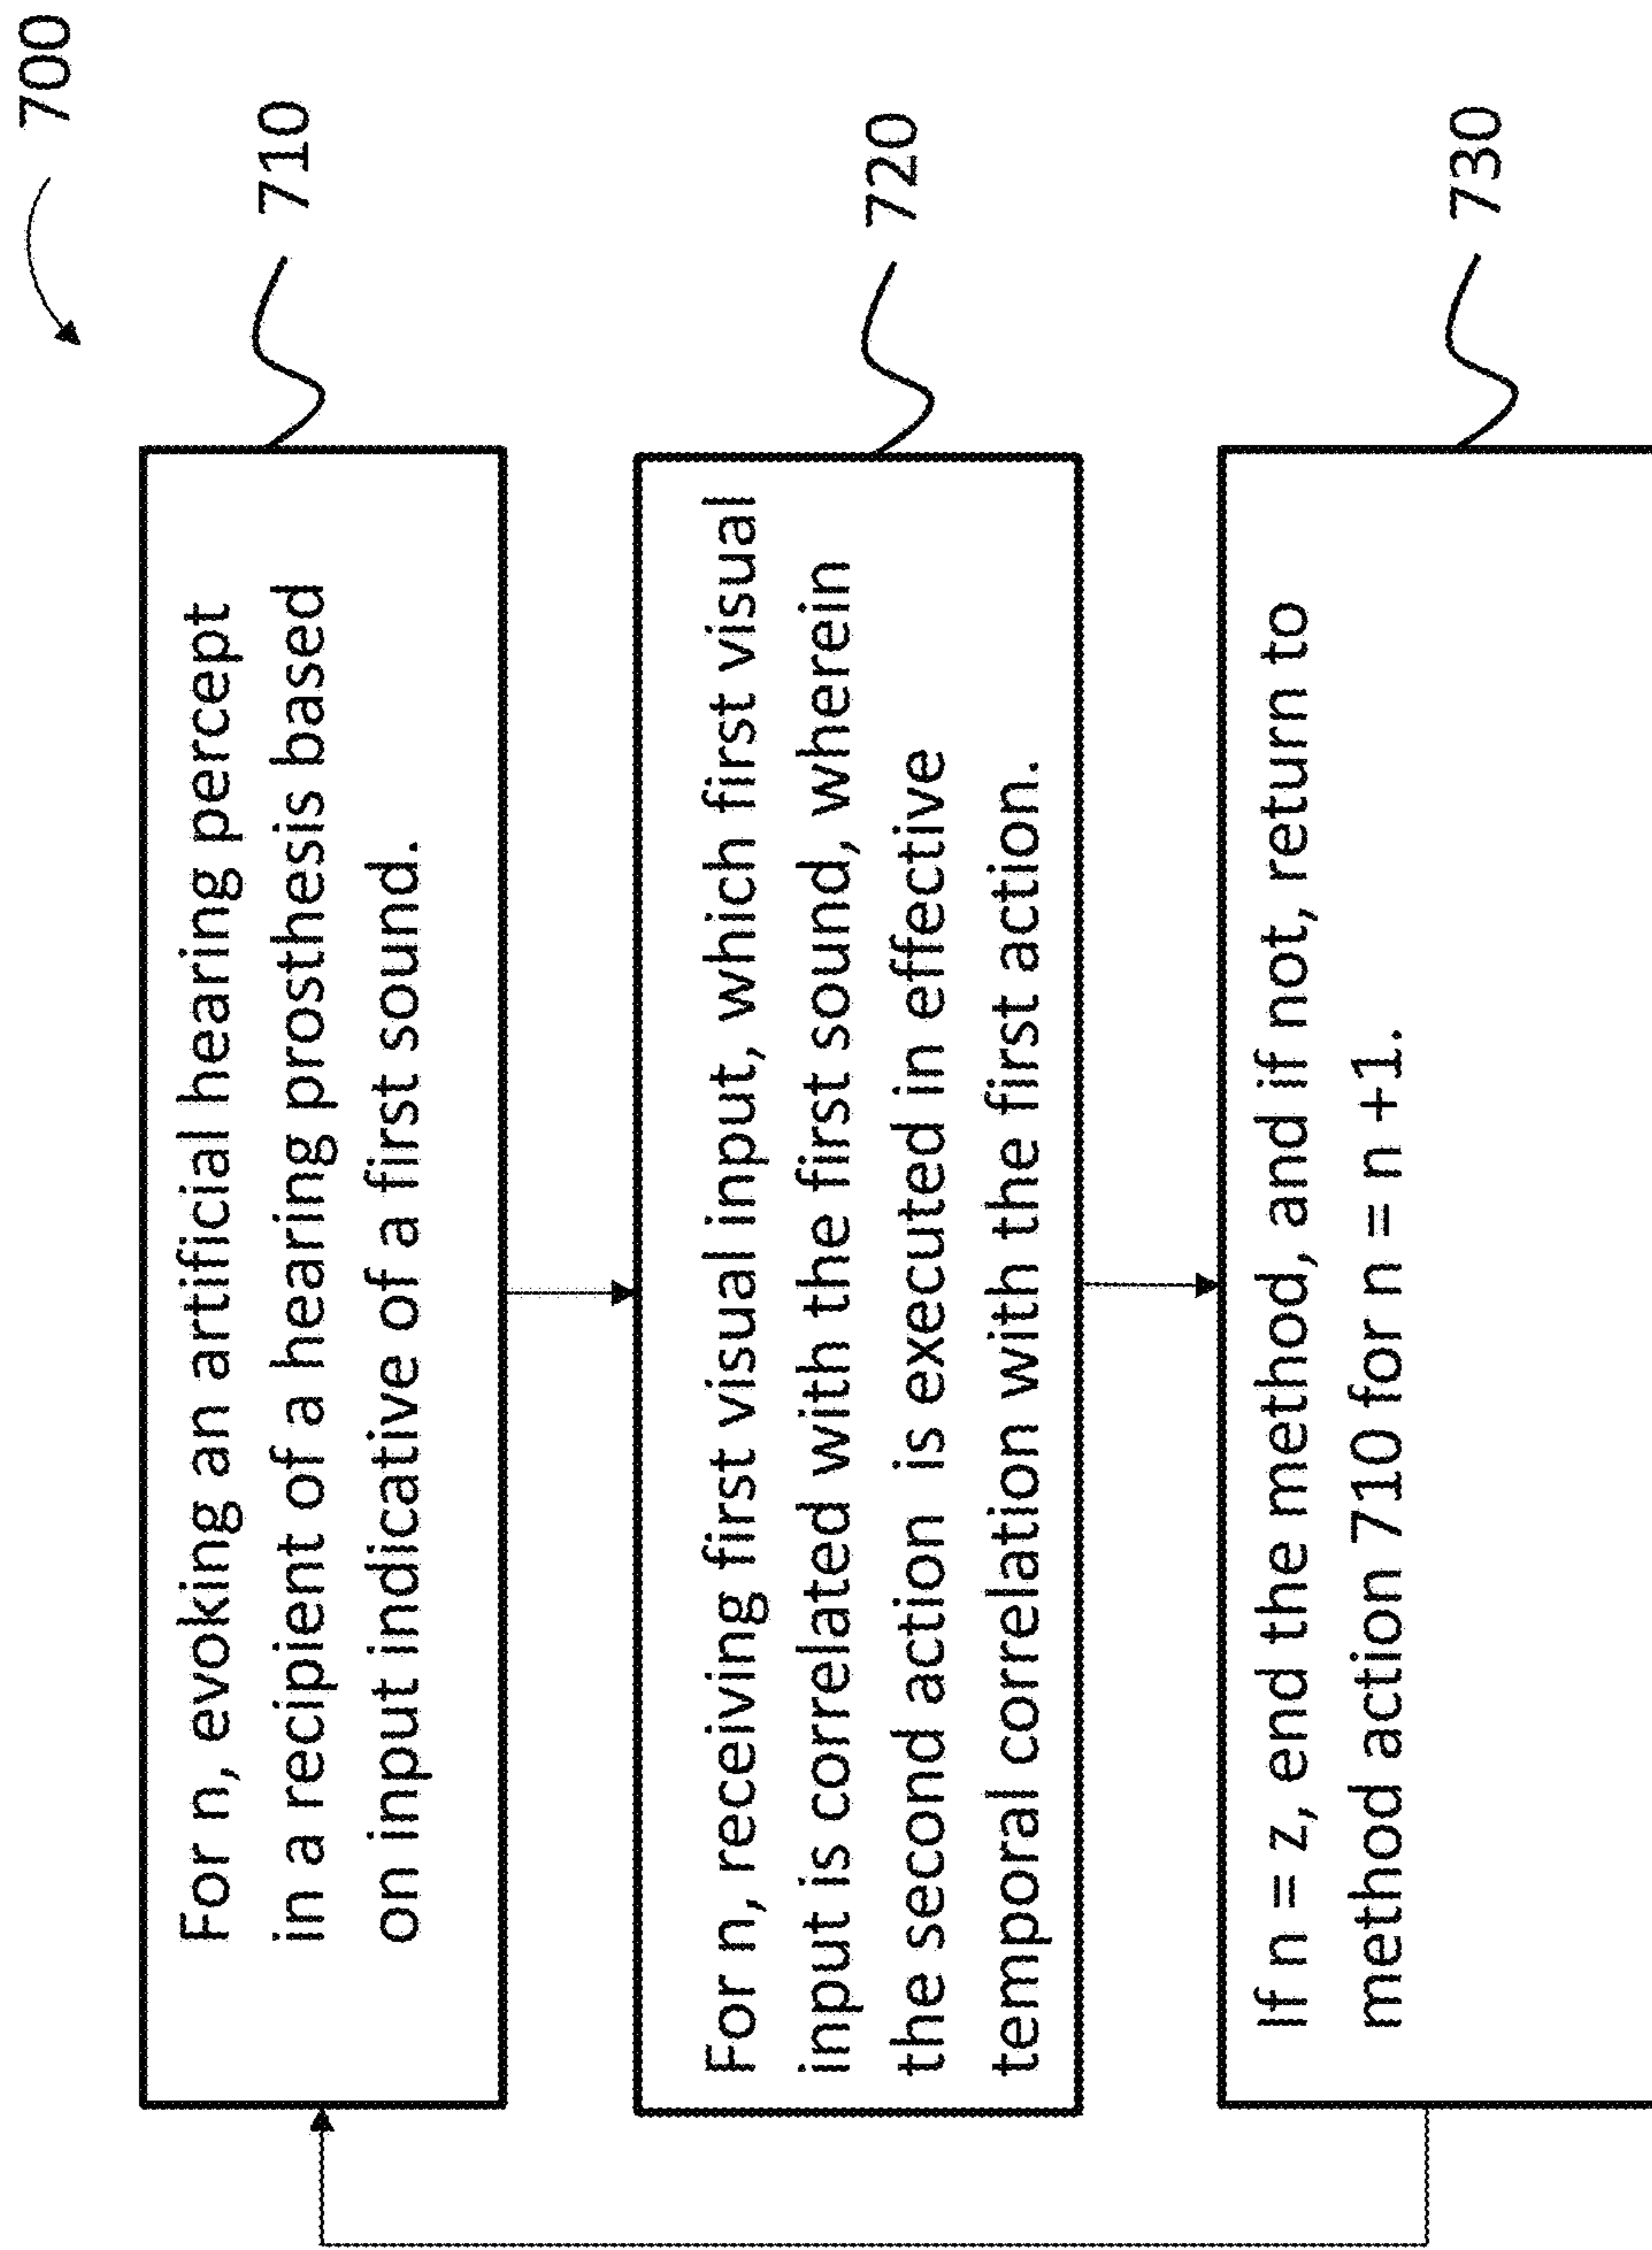 700
For n, evoking an artificial hearing percept
in a recipient of a hearing prosthesis based
on input indicative of a first sound.
710
For n, receiving first visual input, which first visual
input is correlated with the first sound, wherein
the second action is executed in effective
temporal correlation with the first action.
720
If n = z, end the method, and if not, return to
method action 710 for n = n +1.
730